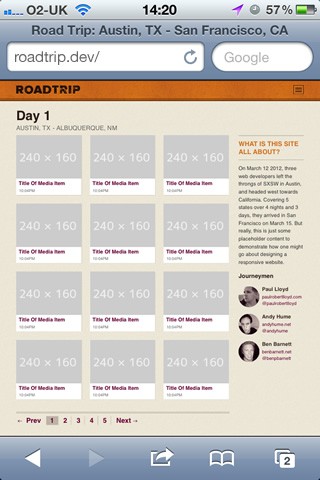 O2-UK 14:20 57%
Road Trip: Austin, TX - San Francisco, CA
roadtrip.dev/
Google
ROADTRIP
Day 1
AUSTIN, TX - ALBUQUERQUE, NM
240 × 160 240 × 160 240 × 160
Title Of Media Item Title Of Media Item Title Of Media Item
10:04PM 10:04PM 10:04PM
240 × 160 240 × 160 240 × 160
Title Of Media Item Title Of Media Item Title Of Media Item
10:04PM 10:04PM 10:04PM
240 × 160 240 × 160 240 × 160
Title Of Media Item Title Of Media Item Title Of Media Item
10:04PM 10:04PM 10:04PM
240 × 160 240 × 160 240 × 160
Title Of Media Item Title Of Media Item Title Of Media Item
10:04PM 10:04PM 10:04PM
← Prev 1 2 3 4 5 Next →
WHAT IS THIS SITE
ALL ABOUT?
On March 12 2012, three
web developers left the
throngs of SXSW in Austin,
and headed west towards
California. Covering 5
states over 4 nights and 3
days, they arrived in San
Francisco on March 15. But
really, this is just some
placeholder content to
demonstrate how one might
go about designing a
responsive website.
Journeymen
Paul Lloyd
paulrobertlloyd.com
@paulrobertlloyd
Andy Hume
andyhume.net
@andyhume
Ben Barnett
benbarnett.net
@benpbarnett
2